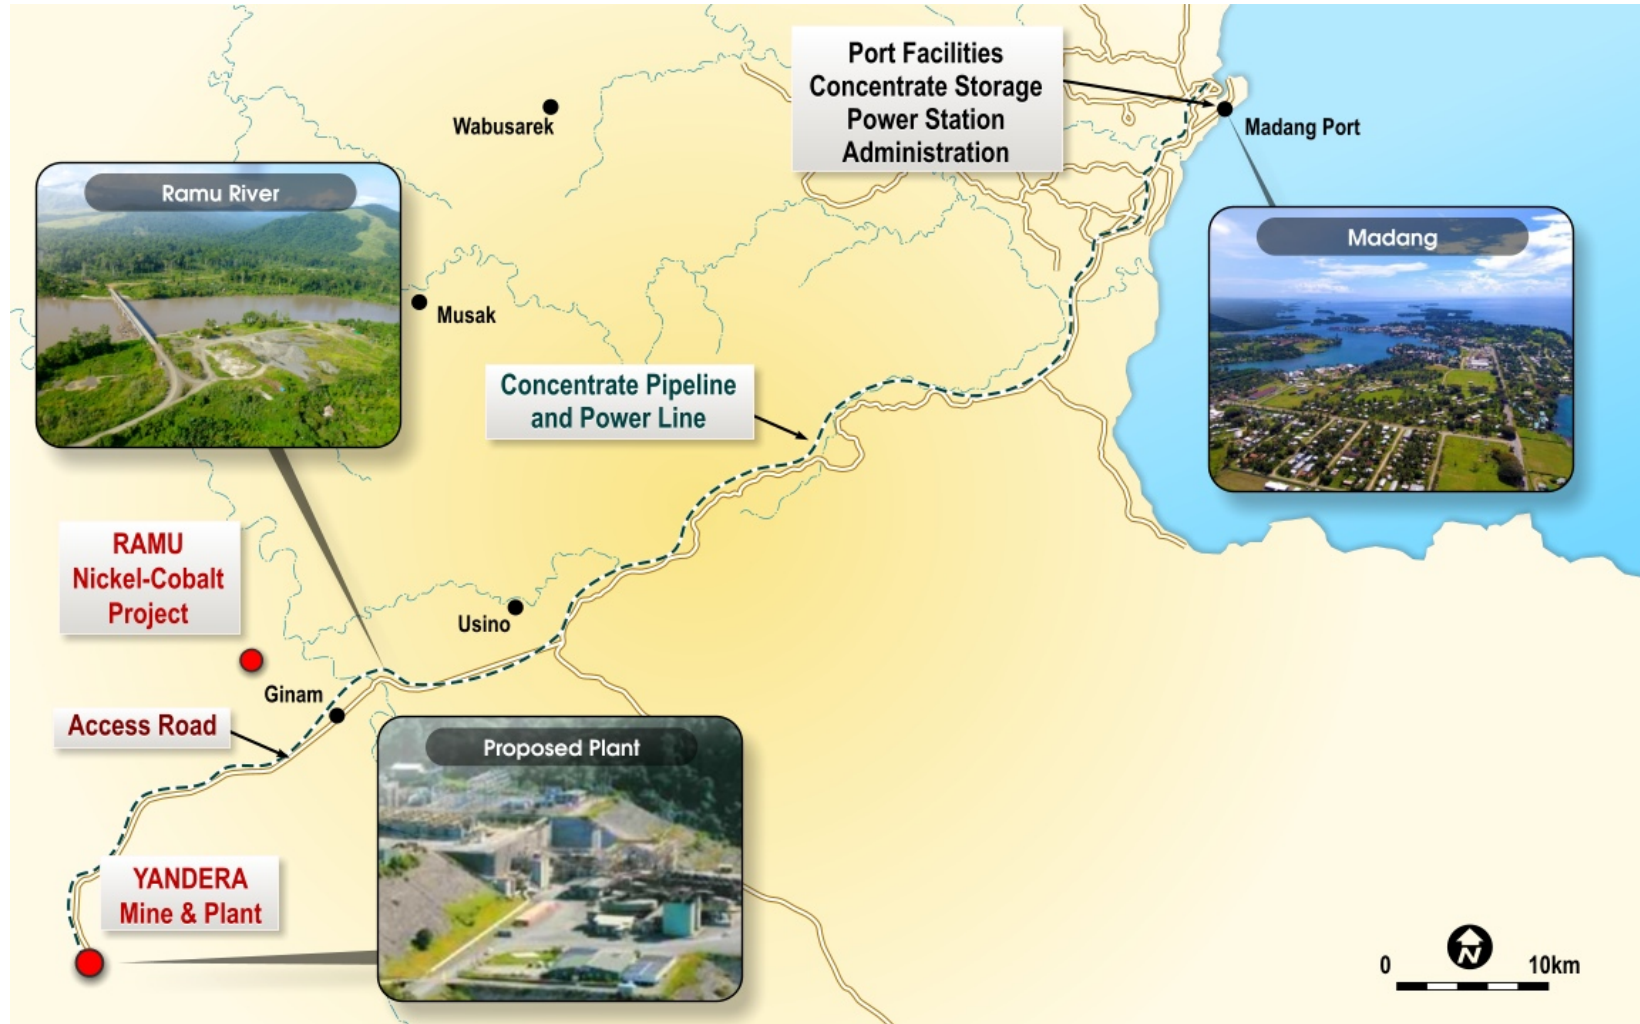 Port Facilities
Concentrate Storage
Power Station
Administration
Wabusarek
Madang Port
Ramu River
Madang
Musak
Concentrate Pipeline
and Power Line
RAMU
Nickel-Cobalt
Project
Usino
Ginam
Access Road
Proposed Plant
YANDERA
Mine & Plant
N
0 10km